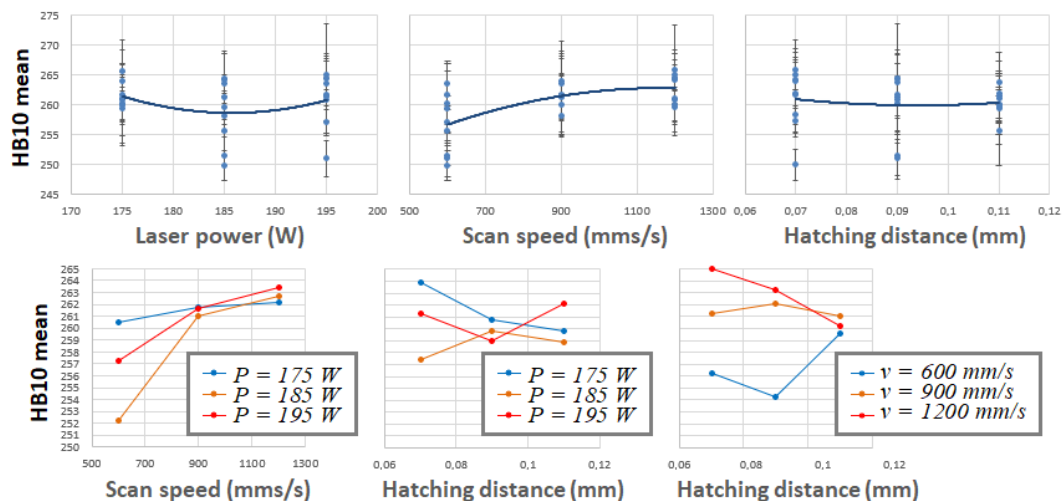 HB10 mean
275
270
265
260
255
250
245
170 175 180 185 190 195 200
500 700 900 1100 1300
0,06 0,07 0,08 0,09 0,1 0,11 0,12
Laser power (W)
Scan speed (mms/s)
Hatching distance (mm)
HB10 mean
265
264
263
262
261
260
259
258
257
256
255
254
253
252
251
250
P = 175 W
P = 185 W
P = 195 W
P = 175 W
P = 185 W
P = 195 W
v = 600 mm/s
v = 900 mm/s
v = 1200 mm/s
500 700 900 1100 1300
0,06 0,08 0,1 0,12
0,06 0,08 0,1 0,12
Scan speed (mms/s)
Hatching distance (mm)
Hatching distance (mm)